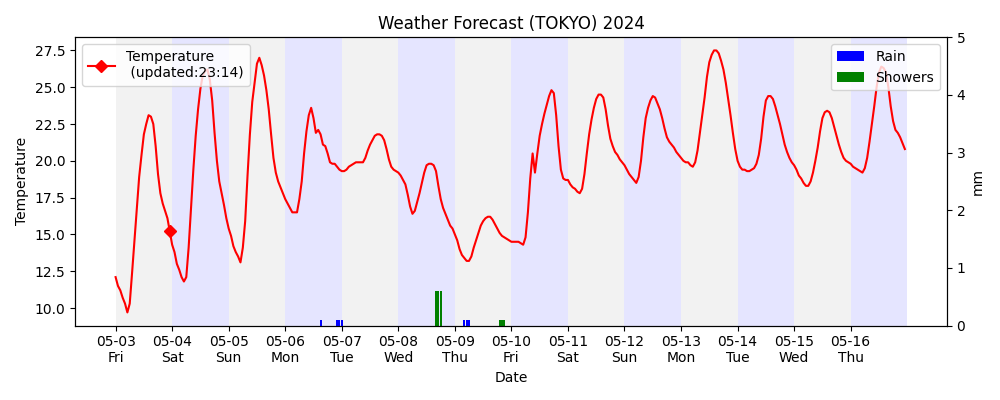 Weather Forecast (TOKYO) 2024
Temperature
(updated:23:14)
Rain
Showers
27.5
25.0
22.5
20.0
17.5
15.0
12.5
10.0
Temperature
5
4
3
2
1
0
mm
05-03 05-04 05-05 05-06 05-07 05-08 05-09 05-10 05-11 05-12 05-13 05-14 05-15 05-16
Fri Sat Sun Mon Tue Wed Thu Fri Sat Sun Mon Tue Wed Thu
Date